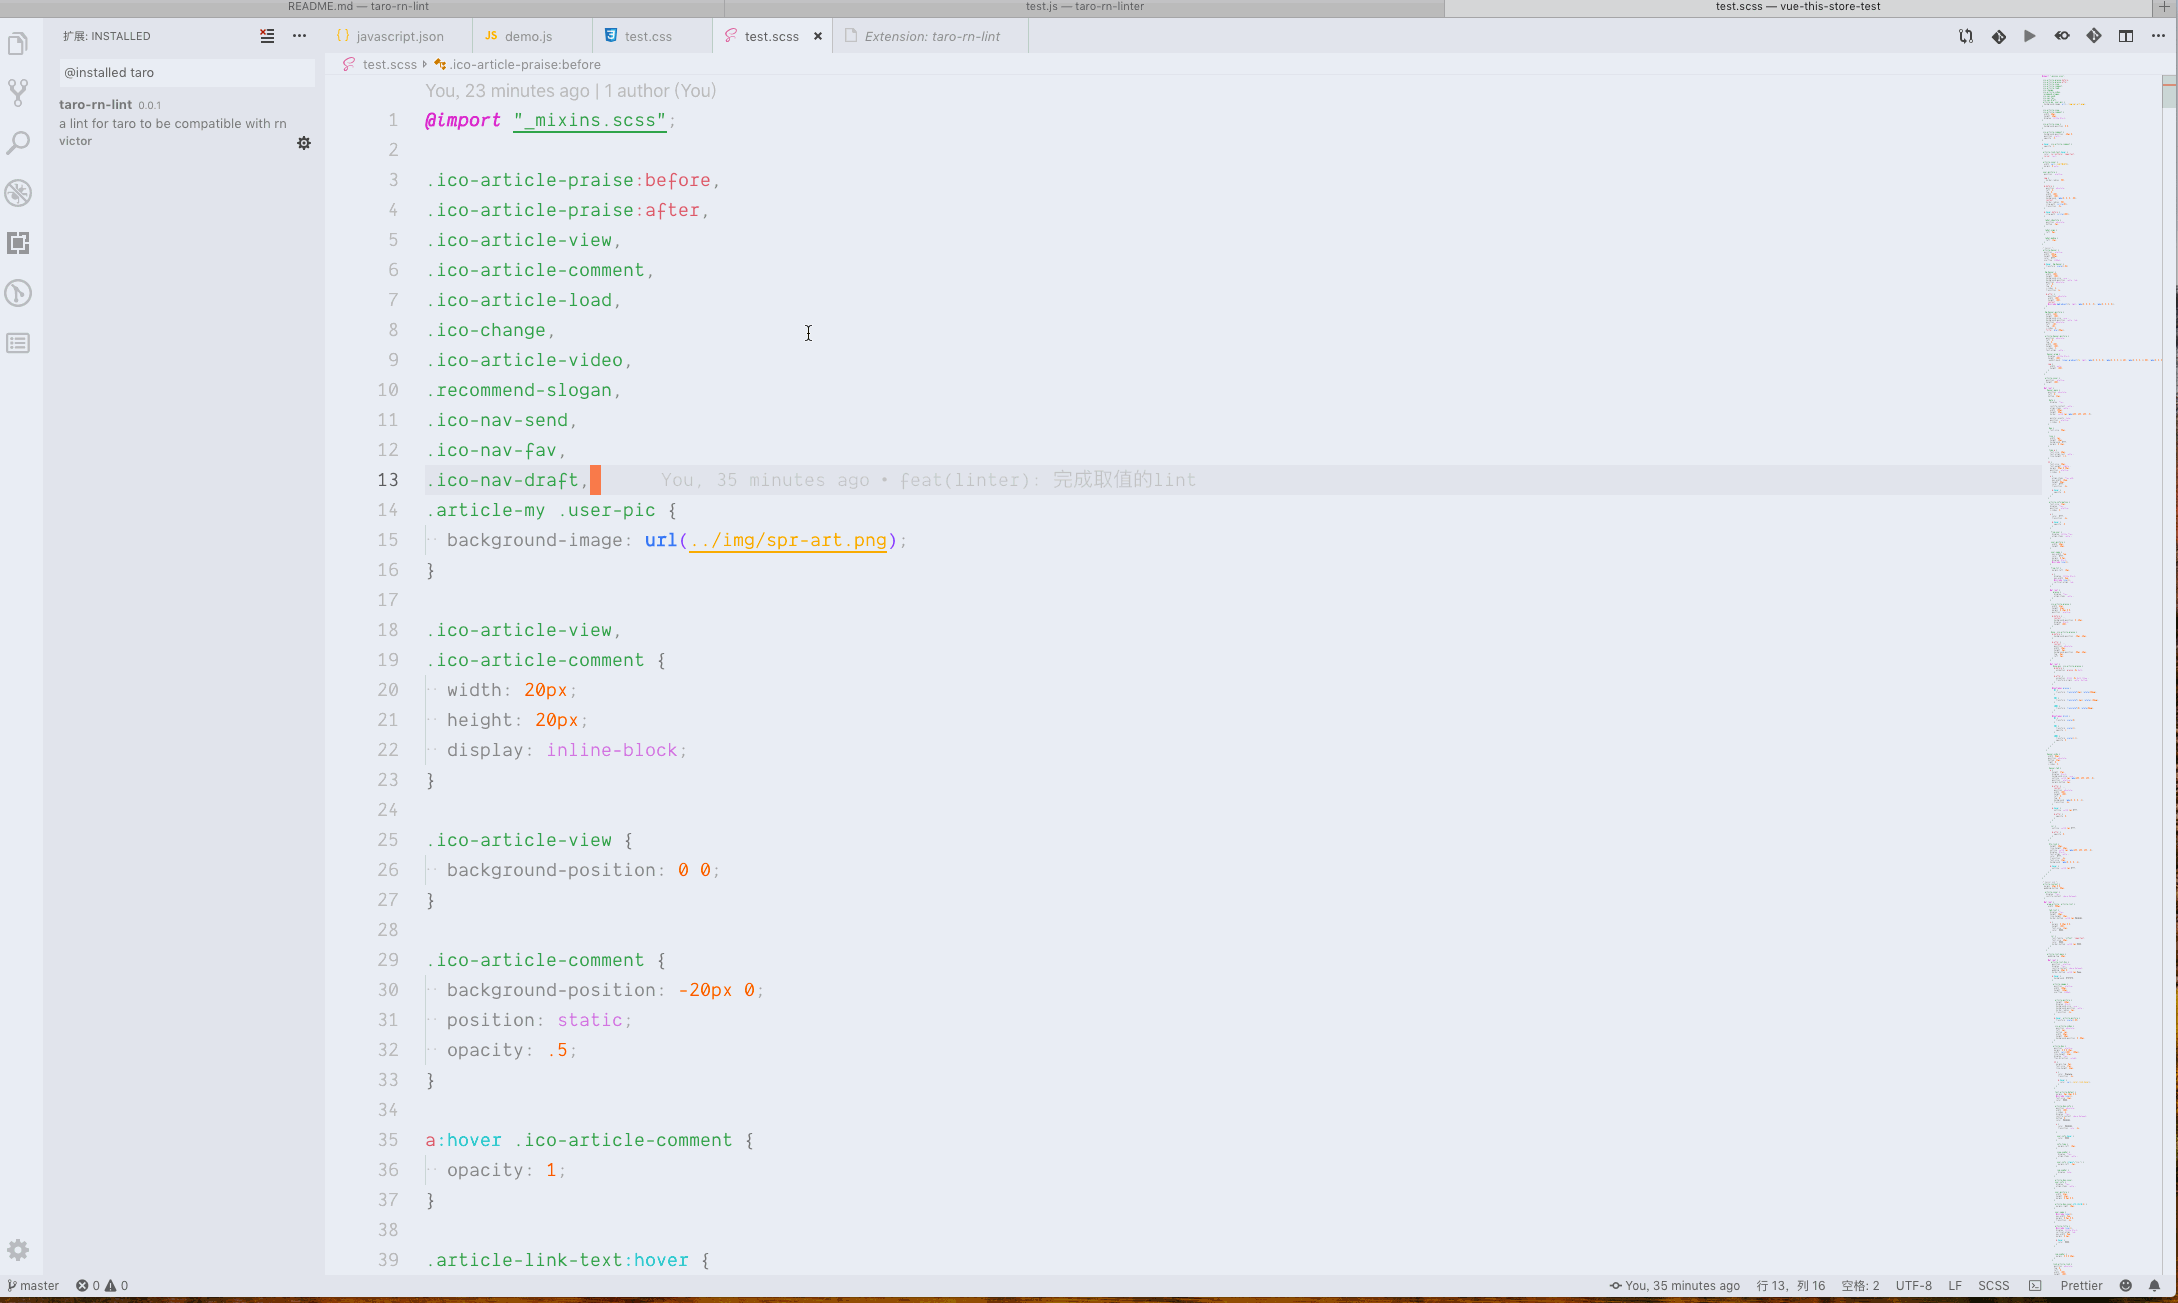 README.md — taro-rn-lint
test.js — taro-rn-linter
test.scss — vue-this-store-test
扩展: INSTALLED
javascript.json
JS demo.js
test.css
test.scss
Extension: taro-rn-lint
@installed taro
taro-rn-lint 0.0.1
a lint for taro to be compatible with rn
victor
test.scss
.ico-article-praise:before
You, 23 minutes ago | 1 author (You)
1 @import "_mixins.scss";
2
3 .ico-article-praise:before,
4 .ico-article-praise:after,
5 .ico-article-view,
6 .ico-article-comment,
7 .ico-article-load,
8 .ico-change,
9 .ico-article-video,
10 .recommend-slogan,
11 .ico-nav-send,
12 .ico-nav-fav,
13 .ico-nav-draft, You, 35 minutes ago • feat(linter): 完成取值的lint
14 .article-my .user-pic {
15 background-image: url(../img/spr-art.png);
16 }
17
18 .ico-article-view,
19 .ico-article-comment {
20 width: 20px;
21 height: 20px;
22 display: inline-block;
23 }
24
25 .ico-article-view {
26 background-position: 0 0;
27 }
28
29 .ico-article-comment {
30 background-position: -20px 0;
31 position: static;
32 opacity: .5;
33 }
34
35 a:hover .ico-article-comment {
36 opacity: 1;
37 }
38
39 .article-link-text:hover {
master 0 0
You, 35 minutes ago 行 13，列 16 空格: 2 UTF-8 LF SCSS Prettier